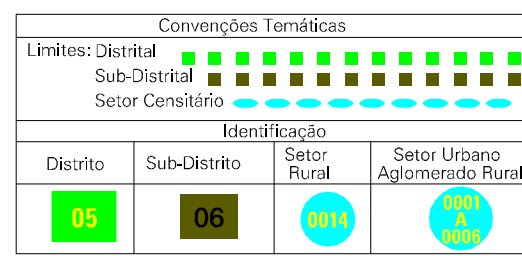 Convenções Temáticas
Limites: Distrital
Sub-Distrital
Setor Censitário
Identificação
Distrito
Sub-Distrito
Setor
Rural
Setor Urbano
Aglomerado Rural
05
06
0014
0001
A
0006